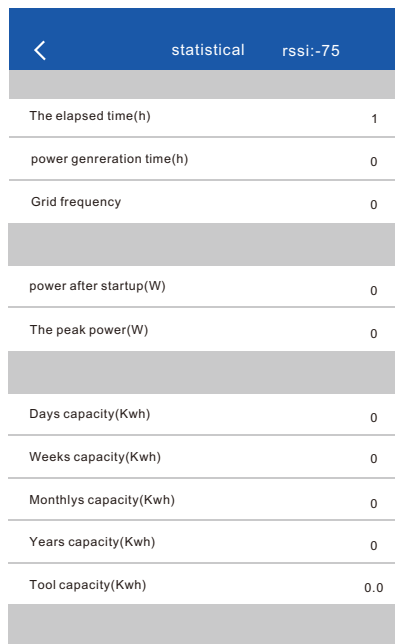 statistical rssi:-75
The elapsed time(h) 1
power genreration time(h) 0
Grid frequency 0
power after startup(W) 0
The peak power(W) 0
Days capacity(Kwh) 0
Weeks capacity(Kwh) 0
Monthlys capacity(Kwh) 0
Years capacity(Kwh) 0
Tool capacity(Kwh) 0.0